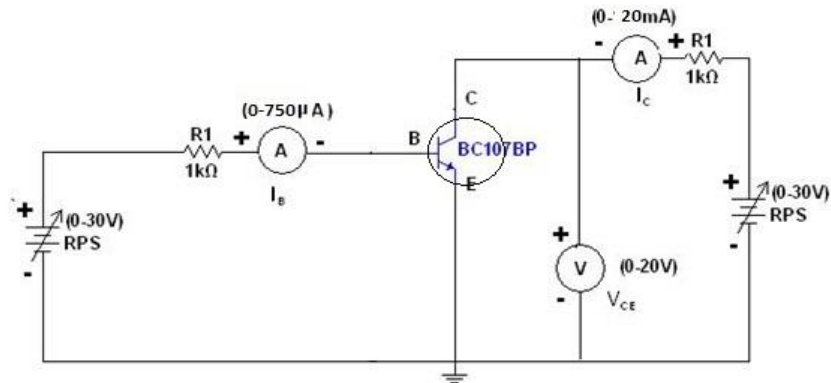 (0-120mA)
- A + R1
1kΩ
I_C
C
(0-750µA)
R1 + A -
1kΩ
I_B
B
BC107BP
E
+
(0-30V)
RPS
-
+
V
(0-20V)
-
V_CE
+
(0-30V)
RPS
-